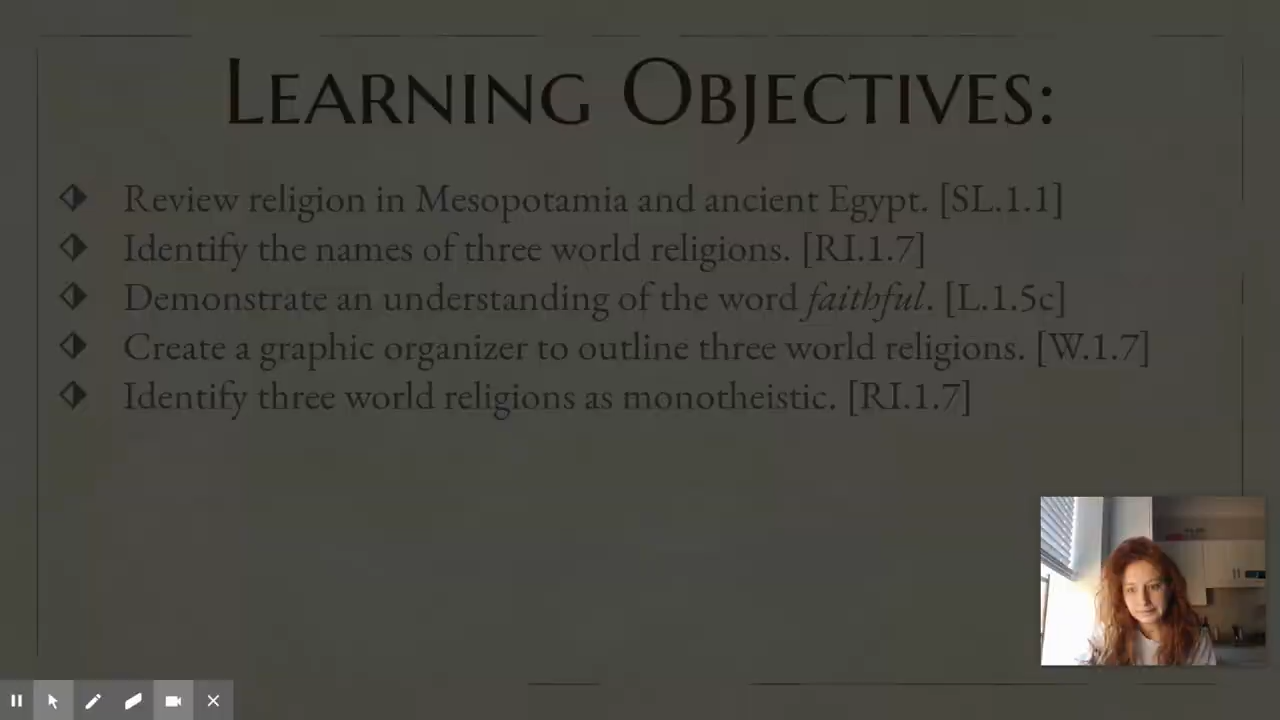 Learning Objectives:
Review religion in Mesopotamia and ancient Egypt. [SL.1.1]
Identify the names of three world religions. [RI.1.7]
Demonstrate an understanding of the word faithful. [L.1.5c]
Create a graphic organizer to outline three world religions. [W.1.7]
Identify three world religions as monotheistic. [RI.1.7]